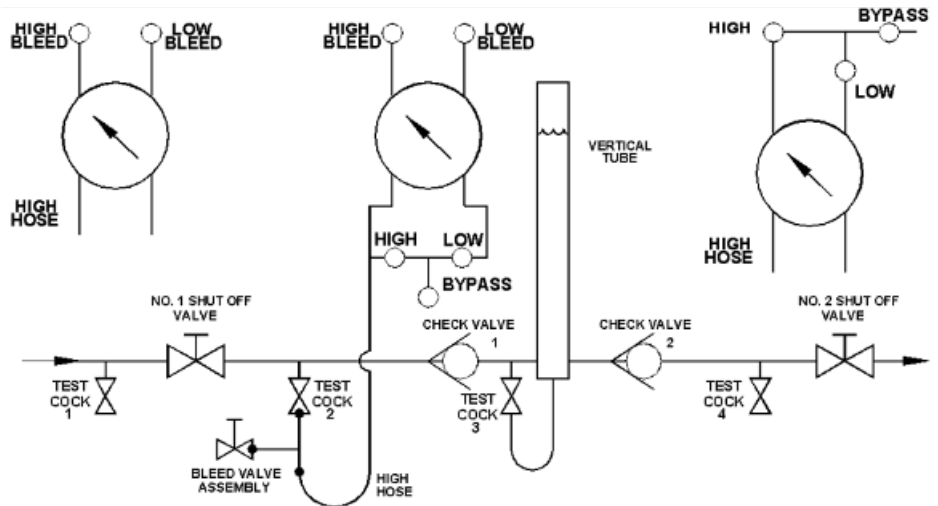 HIGH
BLEED
LOW
BLEED
HIGH
HOSE
HIGH
BLEED
LOW
BLEED
HIGH
LOW
BYPASS
VERTICAL
TUBE
BYPASS
HIGH
LOW
HIGH
HOSE
NO. 1 SHUT OFF
VALVE
CHECK VALVE
1
CHECK VALVE
2
NO. 2 SHUT OFF
VALVE
TEST
COCK
1
TEST
COCK
2
TEST
COCK
3
TEST
COCK
4
BLEED VALVE
ASSEMBLY
HIGH
HOSE